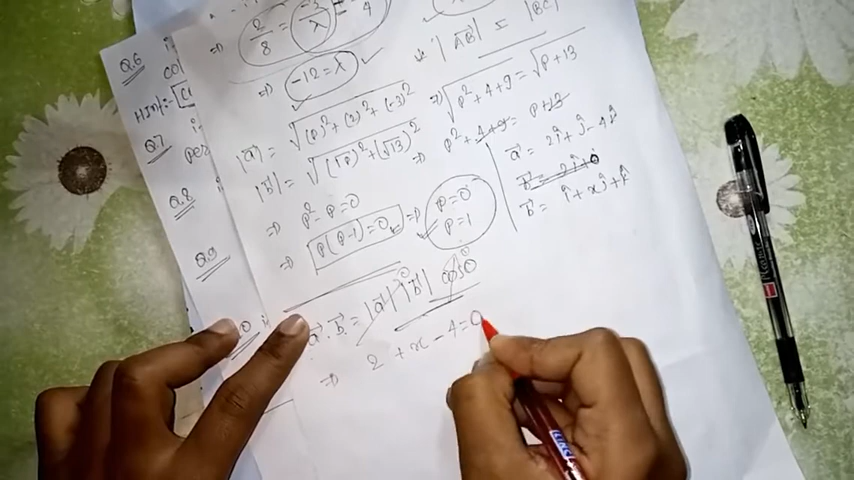 Q.6
Q.7
Q.8
Q.9
⇒ 2/8 = -3/λ = 4
⇒ -12 = λ
|a⃗| = √((p)² + (2)² + (-3)²
|b⃗| = √(√p)² + (√13)²
⇒ p² - p = 0
⇒ p(p-1) = 0 ⇒ p = 0
p = 1
|AB⃗| = |BC⃗|
⇒ √p² + 4 + 9 = √p + 13
⇒ p² + 4 + 9 = p + 13
a⃗ = 2î + ĵ - 4k̂
b⃗ = î + xĵ + k̂
a⃗ . b⃗ = |a⃗| |b⃗| cosθ
⇒ 2 + x - 4 = 0